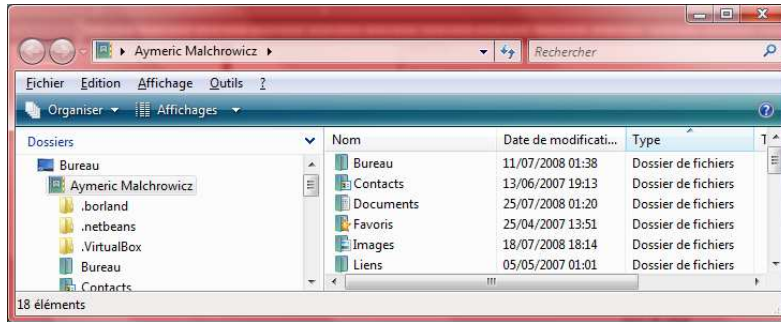 Aymeric Malchrowicz
Rechercher
Fichier Edition Affichage Outils ?
Organiser Affichages ?
Dossiers
Bureau
Aymeric Malchrowicz
.borland
.netbeans
.VirtualBox
Bureau
Contacts
Nom Date de modificati... Type T
Bureau 11/07/2008 01:38 Dossier de fichiers
Contacts 13/06/2007 19:13 Dossier de fichiers
Documents 25/07/2008 01:20 Dossier de fichiers
Favoris 25/04/2007 13:51 Dossier de fichiers
Images 18/07/2008 18:14 Dossier de fichiers
Liens 05/05/2007 01:01 Dossier de fichiers
18 éléments